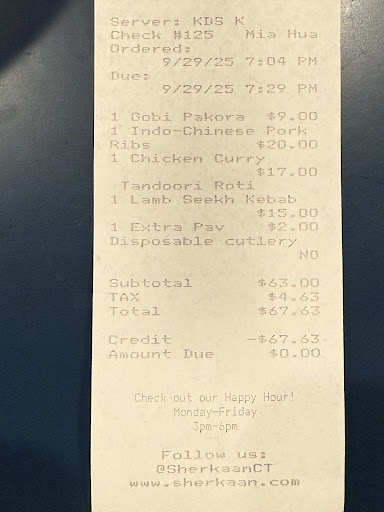 Server: KDS K
Check #125 Mia Hua
Ordered:
9/29/25 7:04 PM
Due:
9/29/25 7:29 PM
1 Gobi Pakora $9.00
1 Indo-Chinese Pork
Ribs $20.00
1 Chicken Curry
$17.00
Tandoori Roti
1 Lamb Seekh Kebab
$15.00
1 Extra Pav $2.00
Disposable cutlery
NO
Subtotal $63.00
TAX $4.63
Total $67.63
Credit -$67.63
Amount Due $0.00
Check out our Happy Hour!
Monday-Friday
3pm-6pm
Follow us:
@SherkaanCT
www.sherkaan.com